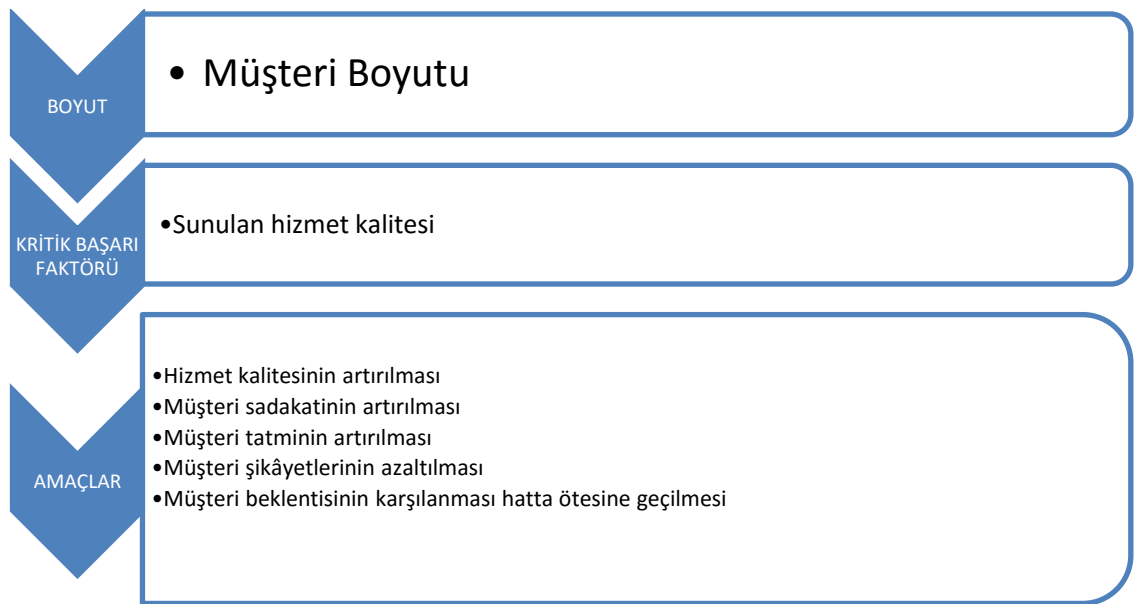 BOYUT
• Müşteri Boyutu
KRİTİK BAŞARI
FAKTÖRÜ
•Sunulan hizmet kalitesi
AMAÇLAR
•Hizmet kalitesinin artırılması
•Müşteri sadakatinin artırılması
•Müşteri tatminin artırılması
•Müşteri şikâyetlerinin azaltılması
•Müşteri beklentisinin karşılanması hatta ötesine geçilmesi